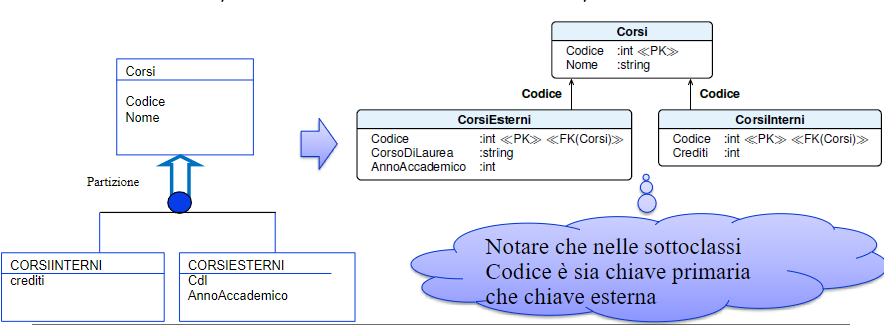 Corsi
Codice
Nome
Partizione
CORSIINTERNI
crediti
CORSIESTERNI
Cdl
AnnoAccademico
Corsi
Codice :int ≪PK≫
Nome :string
Codice
Codice
CorsiEsterni
Codice :int ≪PK≫ ≪FK(Corsi)≫
CorsoDiLaurea :string
AnnoAccademico :int
CorsiInterni
Codice :int ≪PK≫ ≪FK(Corsi)≫
Crediti :int
Notare che nelle sottoclassi
Codice è sia chiave primaria
che chiave esterna